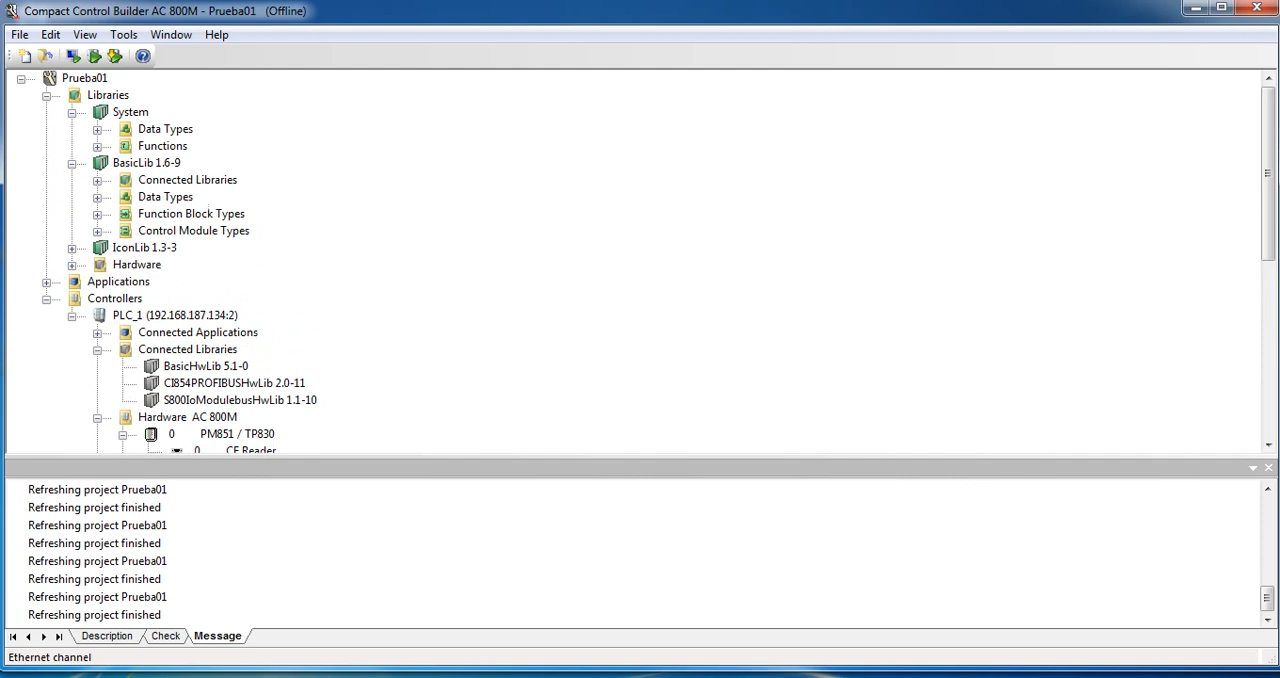 Compact Control Builder AC 800M - Prueba01 (Offline)
File Edit View Tools Window Help
Prueba01
Libraries
System
Data Types
Functions
BasicLib 1.6-9
Connected Libraries
Data Types
Function Block Types
Control Module Types
IconLib 1.3-3
Hardware
Applications
Controllers
PLC_1 (192.168.187.134:2)
Connected Applications
Connected Libraries
BasicHwLib 5.1-0
CI854PROFIBUSHwLib 2.0-11
S800IoModulebusHwLib 1.1-10
Hardware AC 800M
0 PM851 / TP830
0 CF Reader
Refreshing project Prueba01
Refreshing project finished
Refreshing project Prueba01
Refreshing project finished
Refreshing project Prueba01
Refreshing project finished
Refreshing project Prueba01
Refreshing project finished
Description Check Message
Ethernet channel